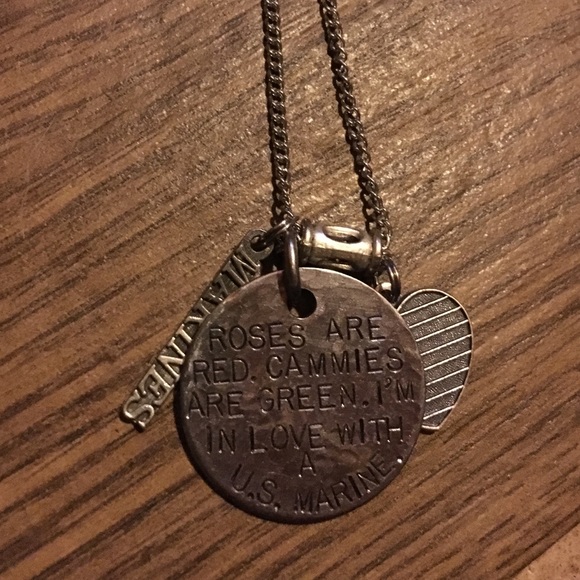 MARINES
ROSES ARE
RED. CAMMIES
ARE GREEN. I'M
IN LOVE WITH
A
U.S. MARINE.